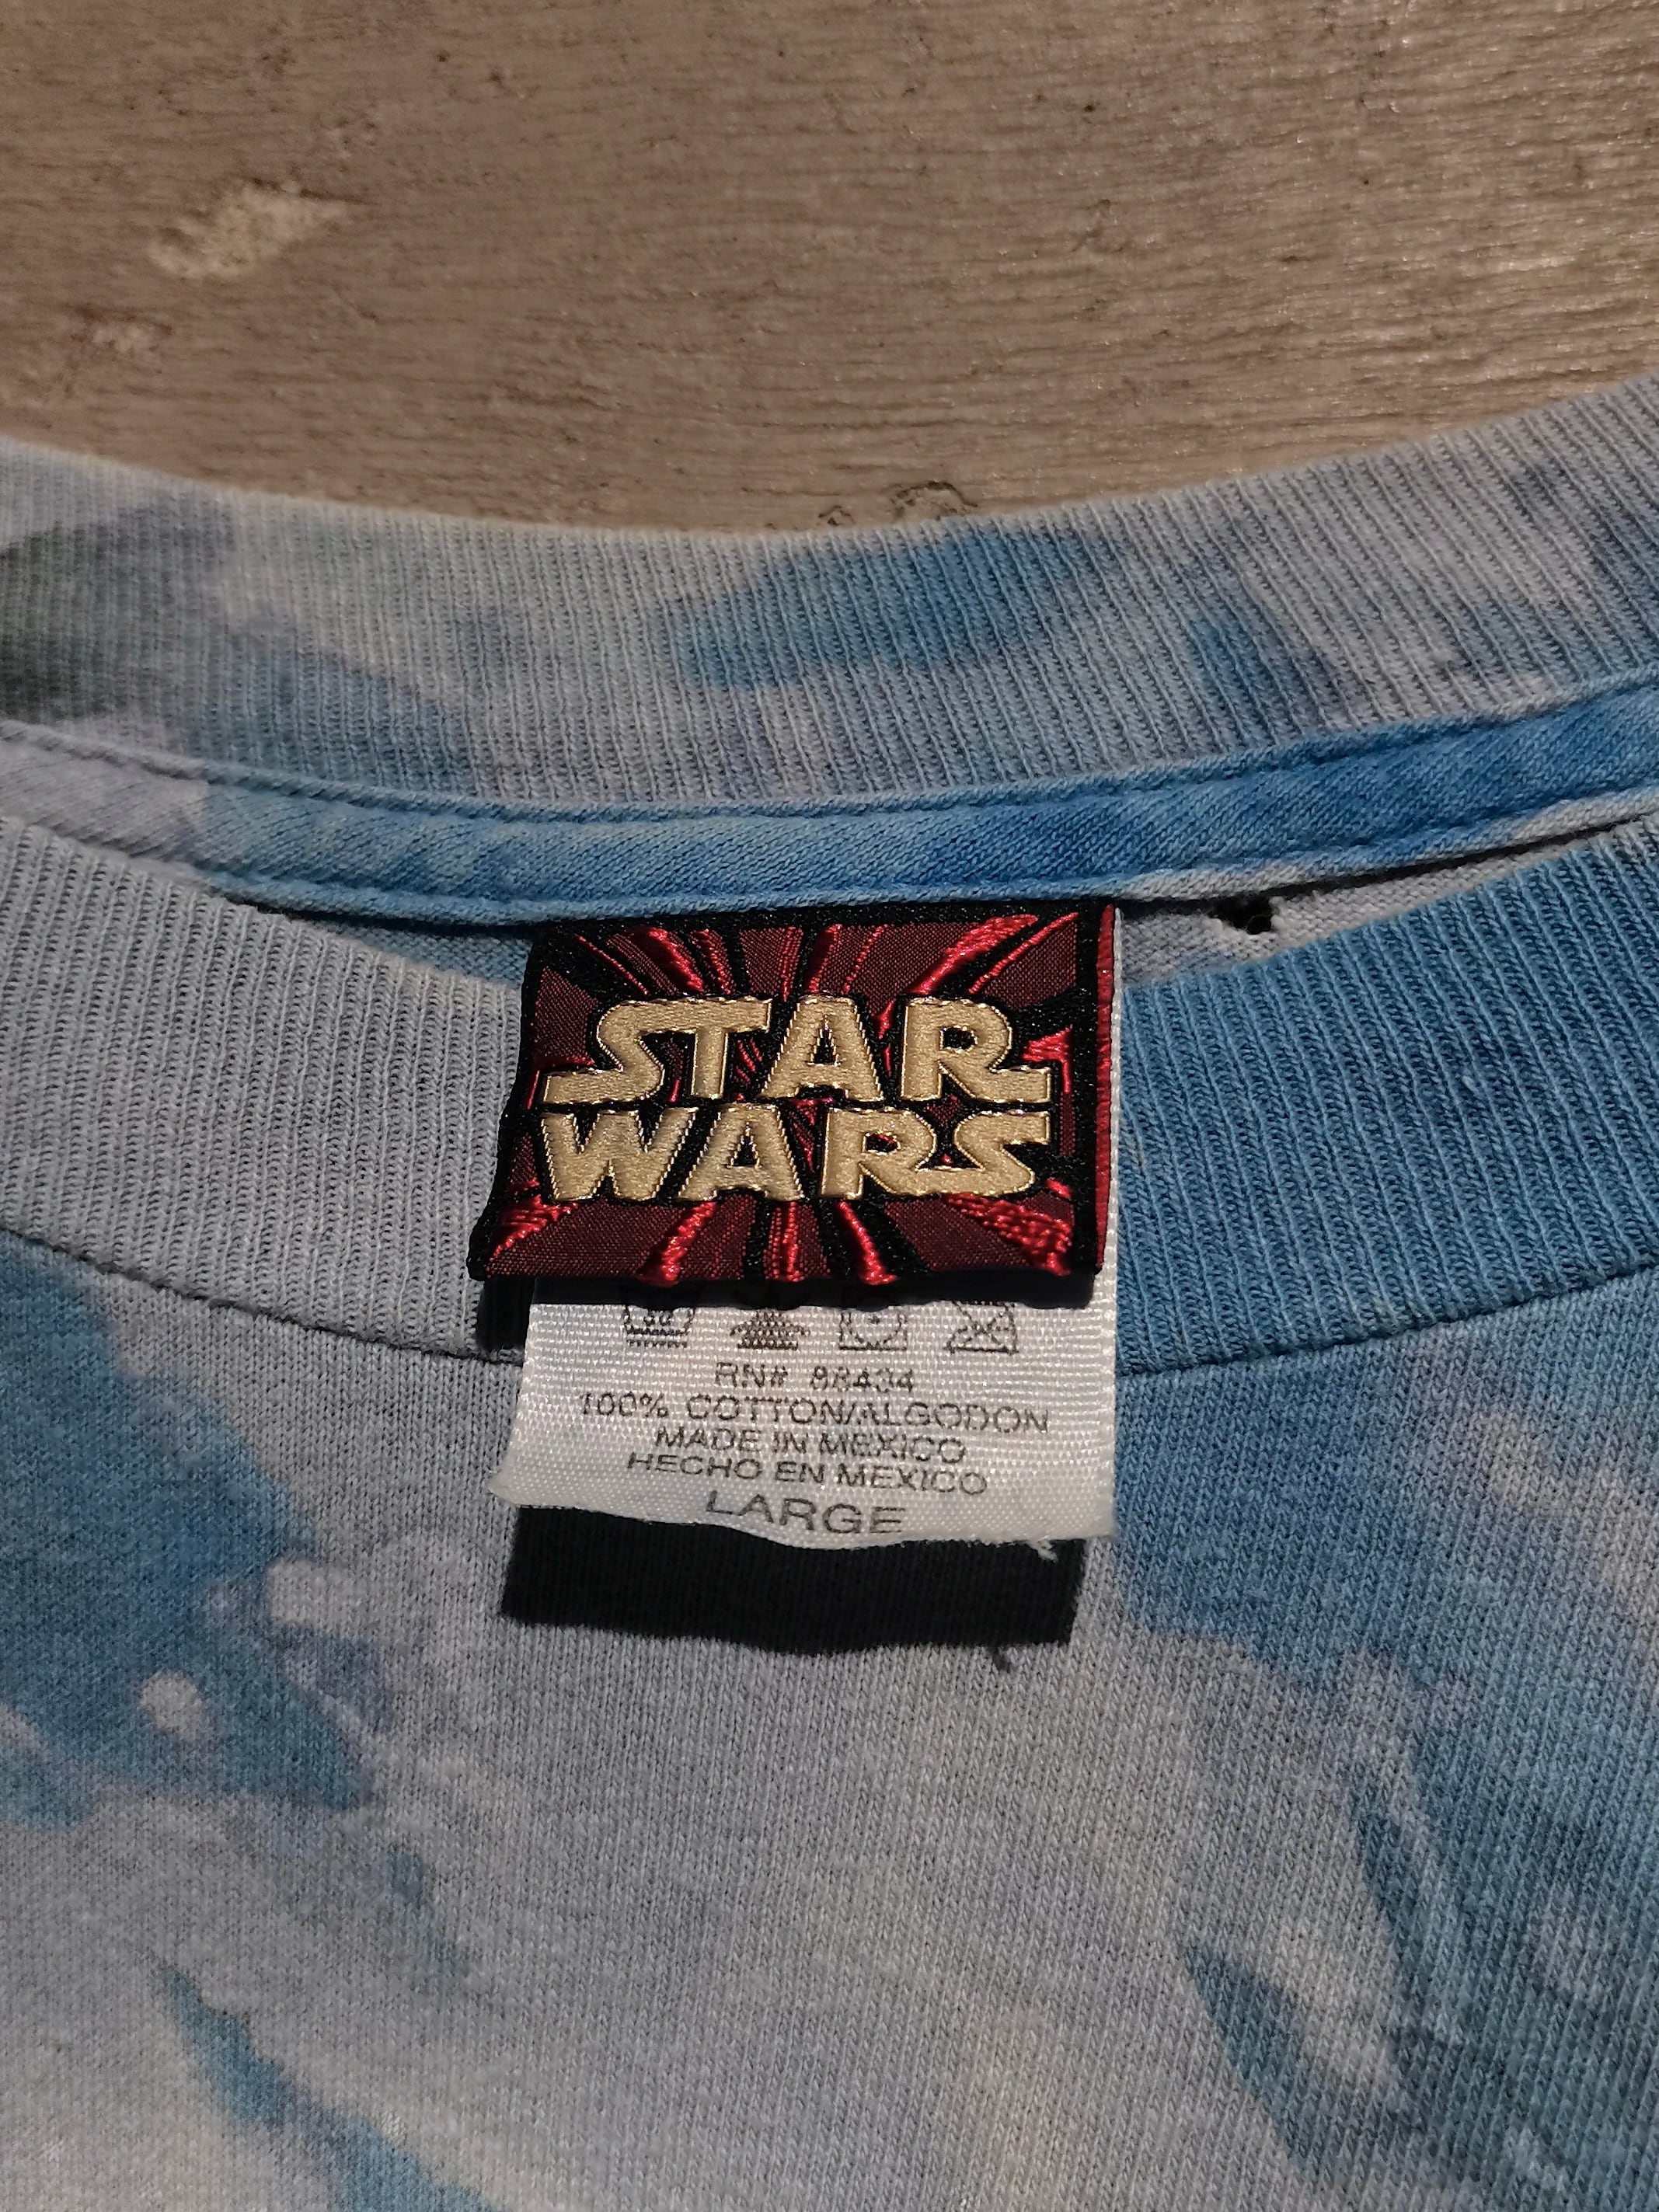 STAR
WARS
RN# 88434
100% COTTON/ALGODON
MADE IN MEXICO
HECHO EN MEXICO
LARGE